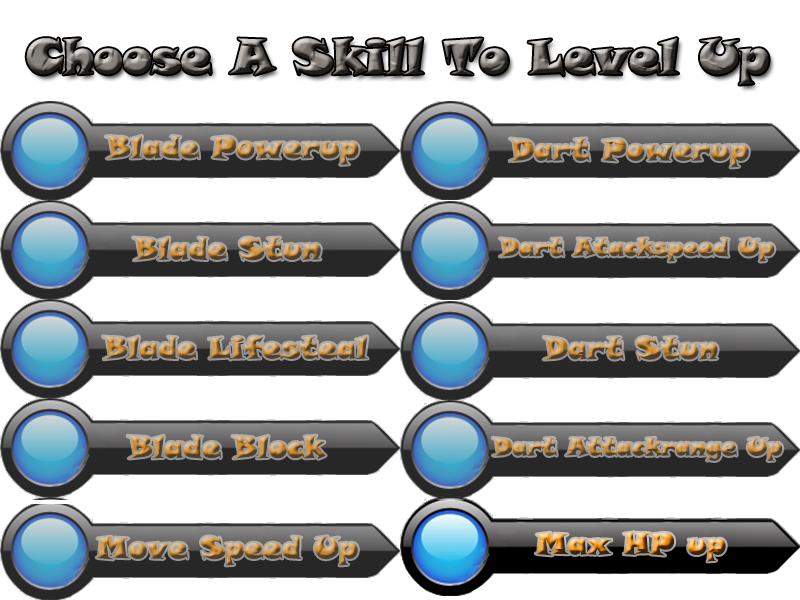 Choose A Skill To Level Up
Blade Powerup
Dart Powerup
Blade Stun
Dart Atackspeed Up
Blade Lifesteal
Dart Stun
Blade Block
Dart Attackrange Up
Move Speed Up
Max HP up